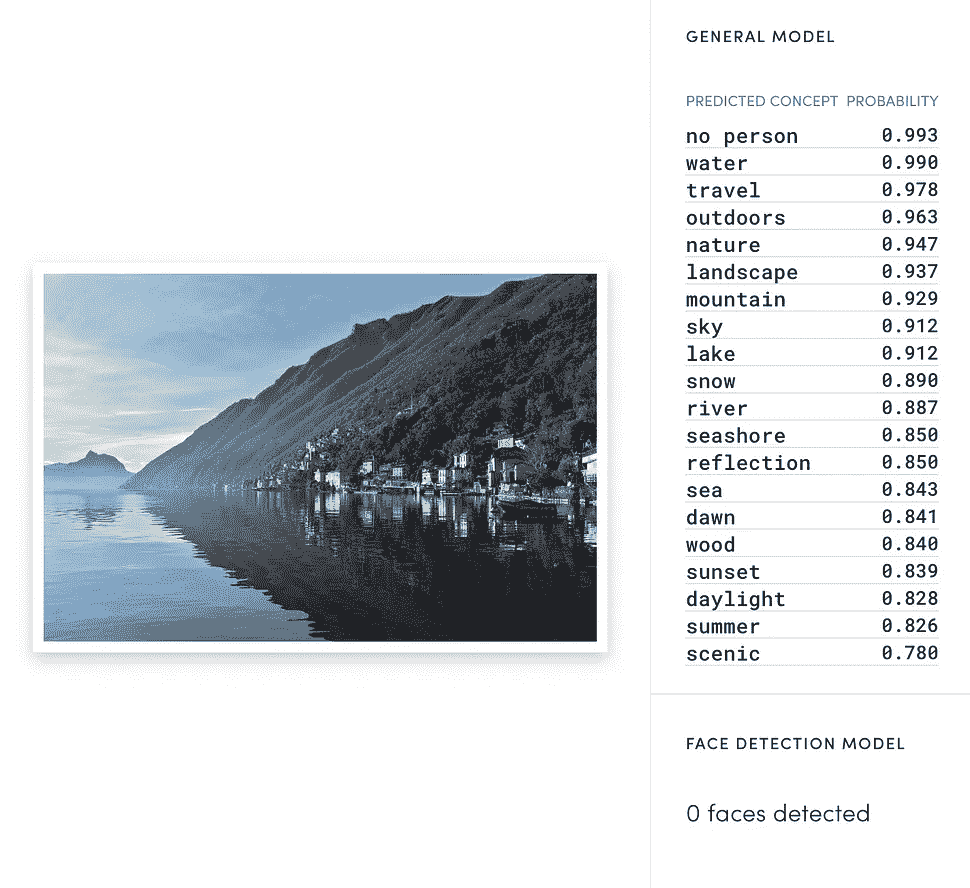 GENERAL MODEL
PREDICTED CONCEPT PROBABILITY
no person 0.993
water 0.990
travel 0.978
outdoors 0.963
nature 0.947
landscape 0.937
mountain 0.929
sky 0.912
lake 0.912
snow 0.890
river 0.887
seashore 0.850
reflection 0.850
sea 0.843
dawn 0.841
wood 0.840
sunset 0.839
daylight 0.828
summer 0.826
scenic 0.780
FACE DETECTION MODEL
0 faces detected